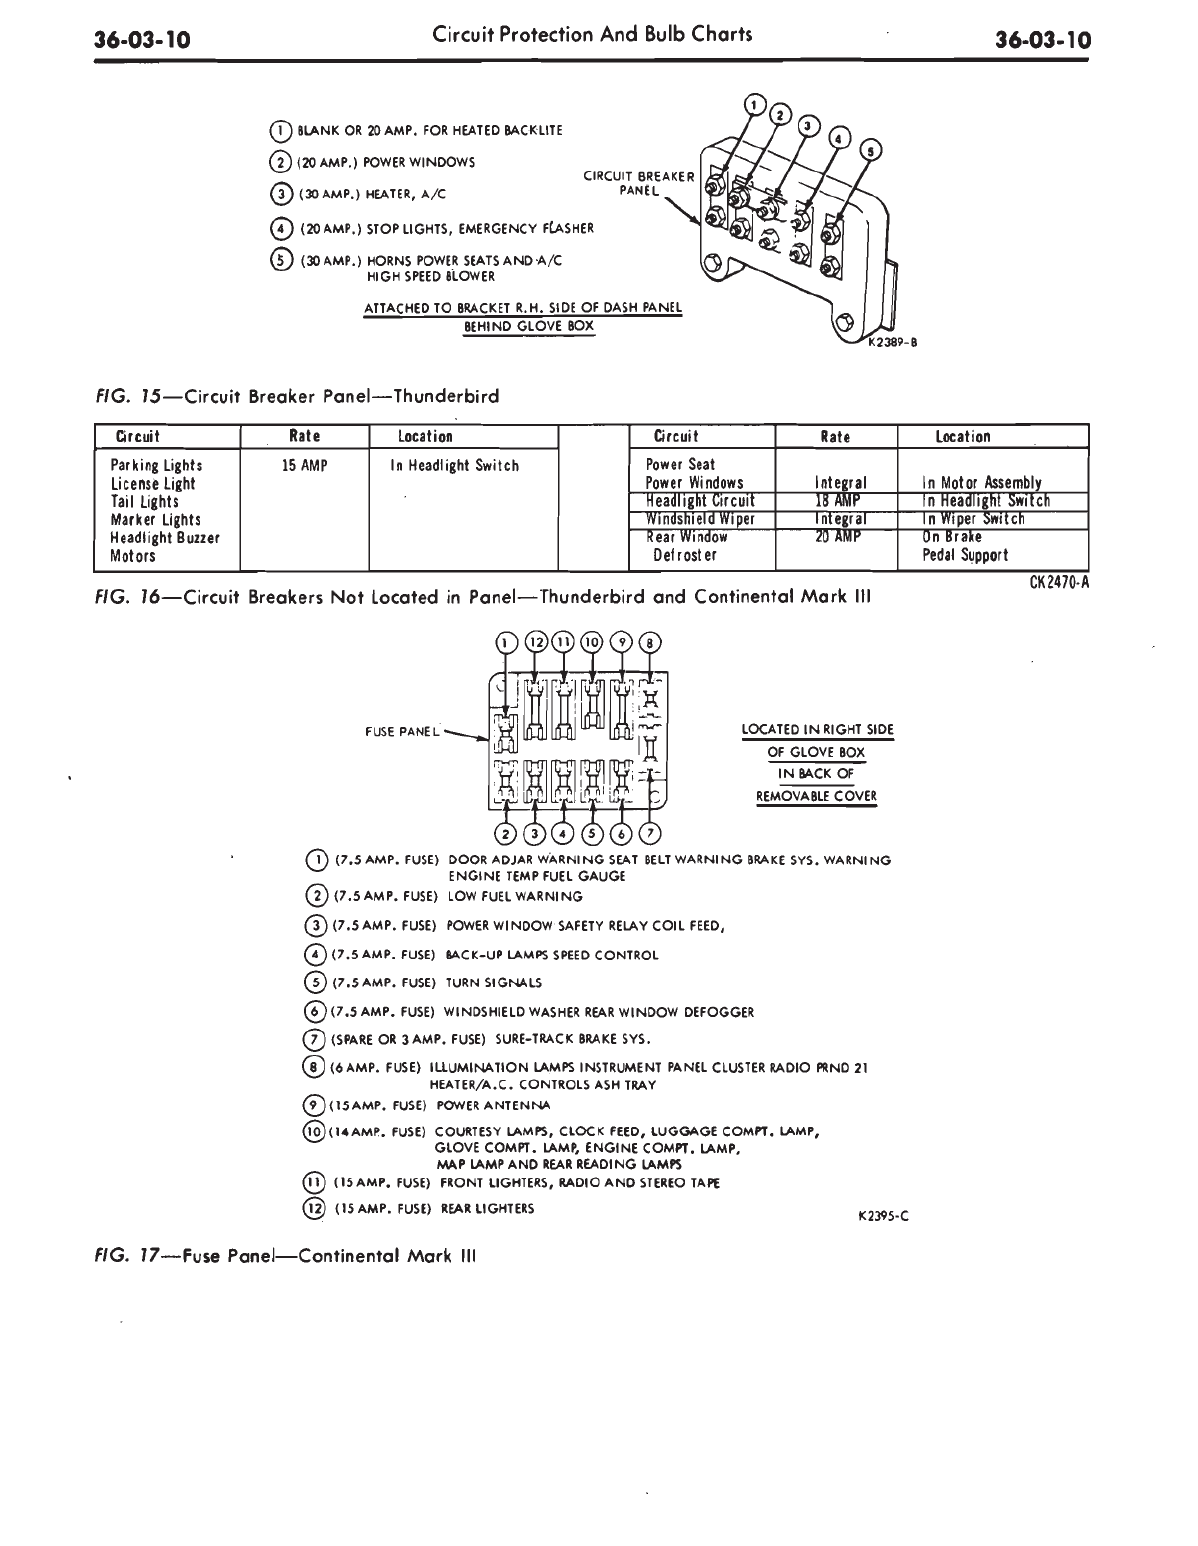 36-03-10 Circuit Protection And Bulb Charts 36-03-10
1 2 3 4 5
1 BLANK OR 20 AMP. FOR HEATED BACKLITE
2 (20 AMP.) POWER WINDOWS
3 (30 AMP.) HEATER, A/C
4 (20 AMP.) STOP LIGHTS, EMERGENCY FLASHER
5 (30 AMP.) HORNS POWER SEATS AND A/C
HIGH SPEED BLOWER
CIRCUIT BREAKER
PANEL
ATTACHED TO BRACKET R.H. SIDE OF DASH PANEL
BEHIND GLOVE BOX
K2389-B
FIG. 15—Circuit Breaker Panel—Thunderbird
Circuit Rate Location Circuit Rate Location
Parking Lights 15 AMP In Headlight Switch Power Seat
License Light Power Windows Integral In Motor Assembly
Tail Lights Headlight Circuit 18 AMP In Headlight Switch
Marker Lights Windshield Wiper Integral In Wiper Switch
Headlight Buzzer Rear Window 20 AMP On Brake
Motors Defroster Pedal Support
CK2470-A
FIG. 16—Circuit Breakers Not Located in Panel—Thunderbird and Continental Mark III
1 12 11 10 9 8
FUSE PANEL
LOCATED IN RIGHT SIDE
OF GLOVE BOX
IN BACK OF
REMOVABLE COVER
2 3 4 5 6 7
1 (7.5 AMP. FUSE) DOOR ADJAR WARNING SEAT BELT WARNING BRAKE SYS. WARNING
ENGINE TEMP FUEL GAUGE
2 (7.5 AMP. FUSE) LOW FUEL WARNING
3 (7.5 AMP. FUSE) POWER WINDOW SAFETY RELAY COIL FEED,
4 (7.5 AMP. FUSE) BACK-UP LAMPS SPEED CONTROL
5 (7.5 AMP. FUSE) TURN SIGNALS
6 (7.5 AMP. FUSE) WINDSHIELD WASHER REAR WINDOW DEFOGGER
7 (SPARE OR 3 AMP. FUSE) SURE-TRACK BRAKE SYS.
8 (6 AMP. FUSE) ILLUMINATION LAMPS INSTRUMENT PANEL CLUSTER RADIO PRND 21
HEATER/A.C. CONTROLS ASH TRAY
9 (15 AMP. FUSE) POWER ANTENNA
10 (14 AMP. FUSE) COURTESY LAMPS, CLOCK FEED, LUGGAGE COMPT. LAMP,
GLOVE COMPT. LAMP, ENGINE COMPT. LAMP,
MAP LAMP AND REAR READING LAMPS
11 (15 AMP. FUSE) FRONT LIGHTERS, RADIO AND STEREO TAPE
12 (15 AMP. FUSE) REAR LIGHTERS
K2395-C
FIG. 17—Fuse Panel—Continental Mark III